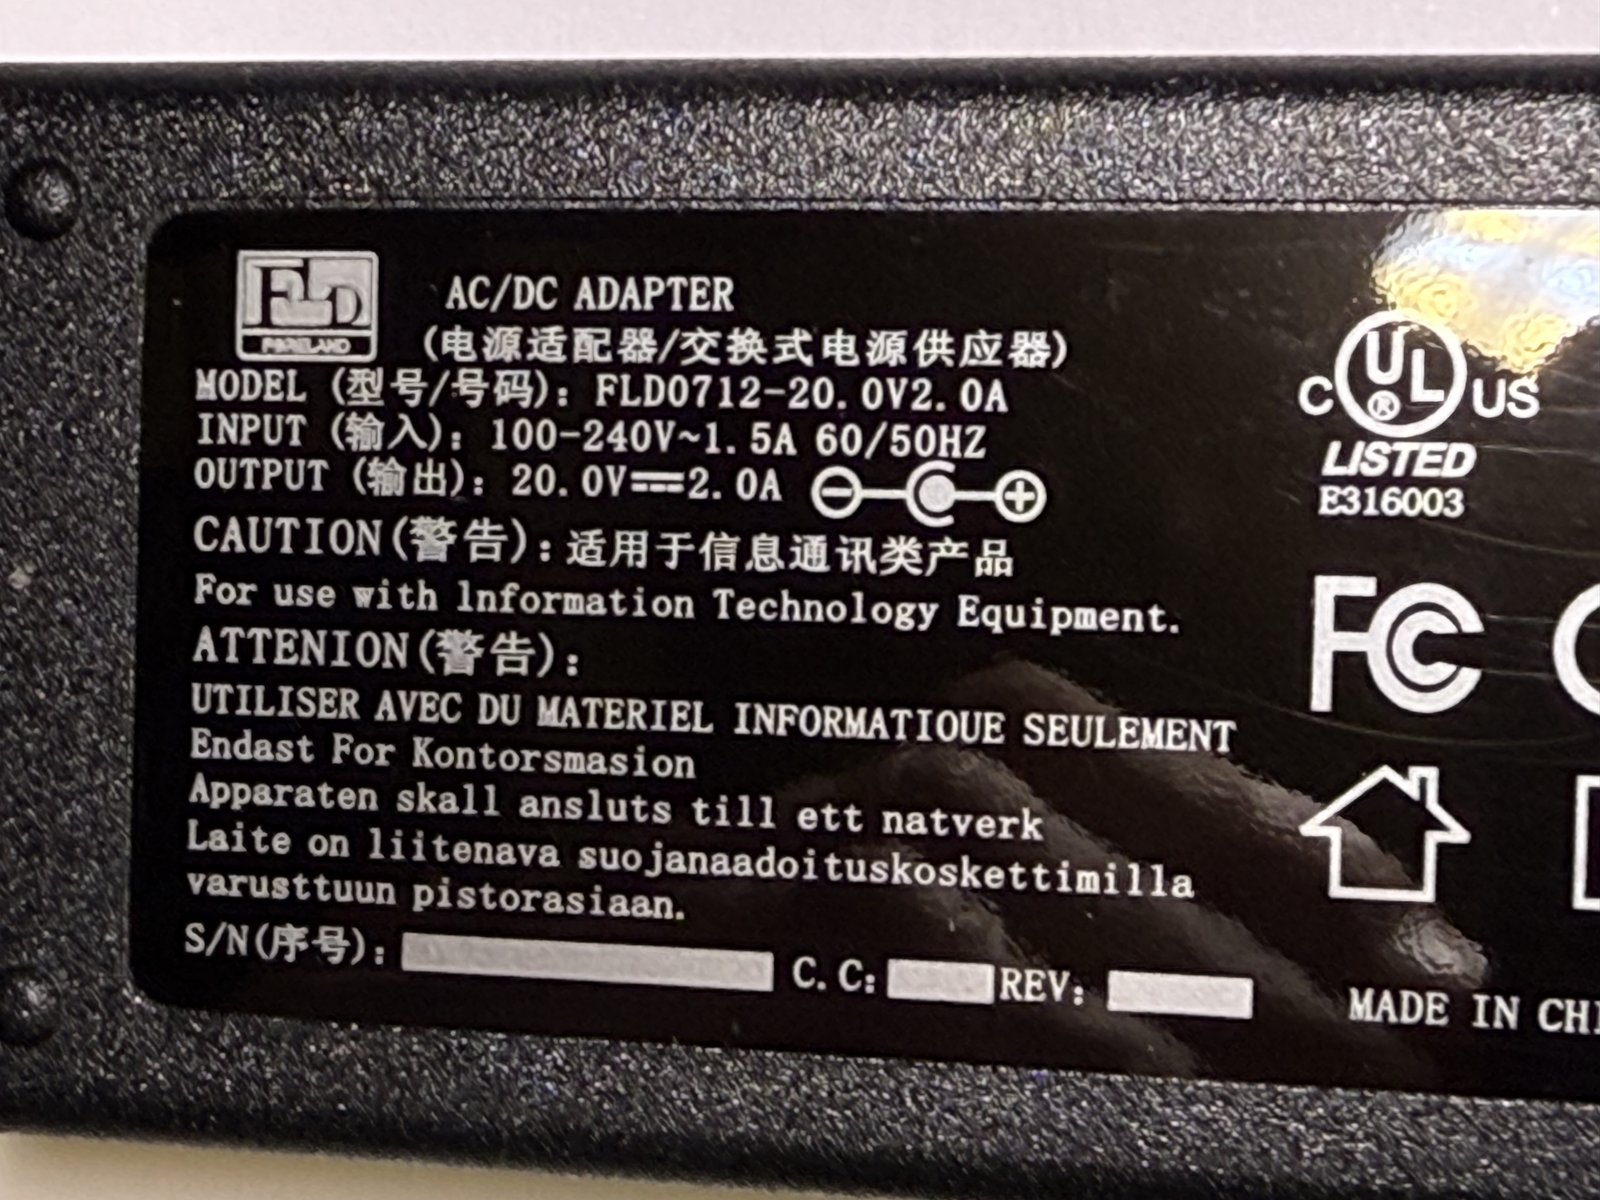 FLD
FORELAND
AC/DC ADAPTER
(电源适配器/交换式电源供应器)
MODEL (型号/号码): FLD0712-20.0V2.0A
INPUT (输入): 100-240V~1.5A 60/50HZ
OUTPUT (输出): 20.0V⎓2.0A
CAUTION(警告):适用于信息通讯类产品
For use with lnformation Technology Equipment.
ATTENION(警告):
UTILISER AVEC DU MATERIEL INFORMATIOUE SEULEMENT
Endast For Kontorsmasion
Apparaten skall ansluts till ett natverk
Laite on liitenava suojanaadoituskoskettimilla
varusttuun pistorasiaan.
S/N(序号): C.C: REV:
C UL ® US
LISTED
E316003
FC
MADE IN CHI